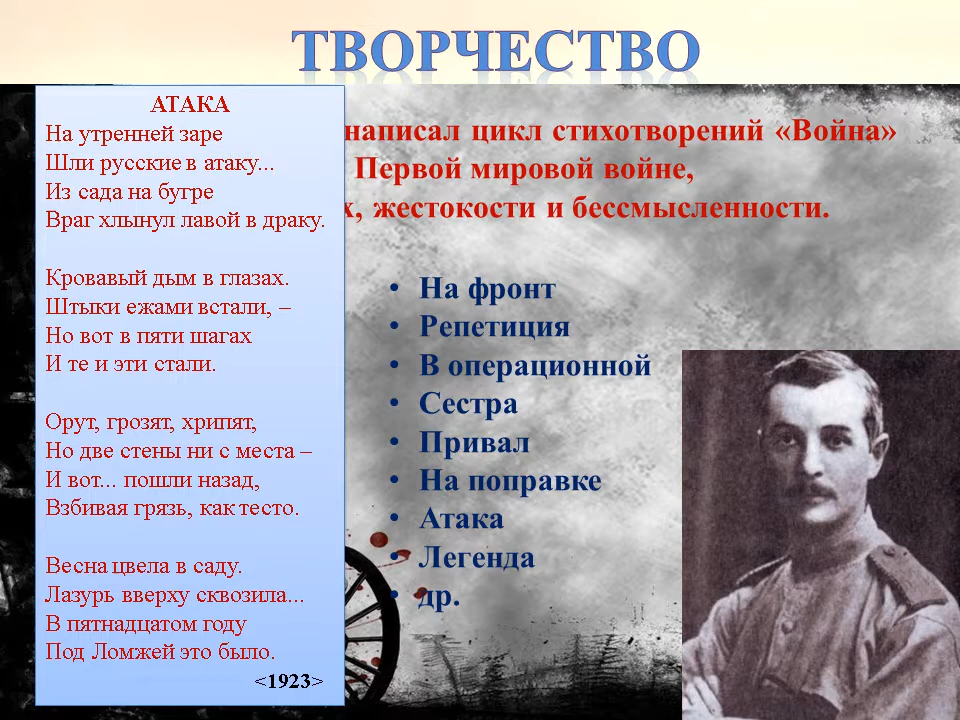 ТВОРЧЕСТВО
АТАКА
На утренней заре
Шли русские в атаку...
Из сада на бугре
Враг хлынул лавой в драку.
Кровавый дым в глазах.
Штыки ежами встали, –
Но вот в пяти шагах
И те и эти стали.
Орут, грозят, хрипят,
Но две стены ни с места –
И вот... пошли назад,
Взбивая грязь, как тесто.
Весна цвела в саду.
Лазурь вверху сквозила...
В пятнадцатом году
Под Ломжей это было.
<1923>
написал цикл стихотворений «Война»
Первой мировой войне,
жестокости и бессмысленности.
• На фронт
• Репетиция
• В операционной
• Сестра
• Привал
• На поправке
• Атака
• Легенда
• др.